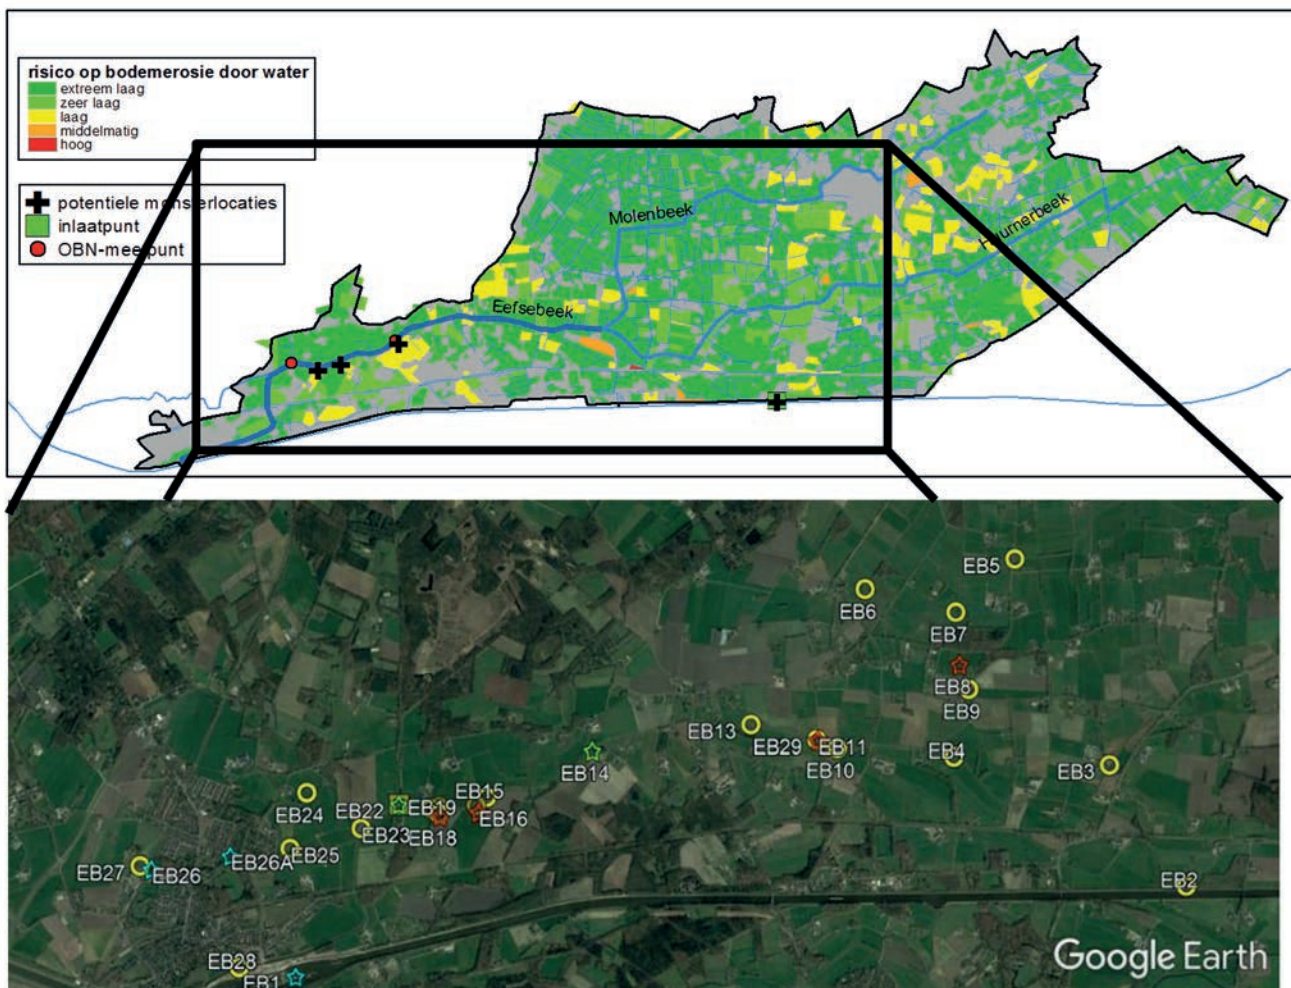 risico op bodemerosie door water
extreem laag
zeer laag
laag
middelmatig
hoog
potentiele monsterlocaties
inlaatpunt
OBN-meetpunt
Molenbeek
Huurnerbeek
Eefsebeek
EB5
EB6
EB7
EB8
EB9
EB13
EB29
EB11
EB10
EB4
EB3
EB14
EB24
EB22
EB19
EB15
EB23
EB18
EB16
EB25
EB27
EB26
EB26A
EB2
EB28
EB1
Google Earth